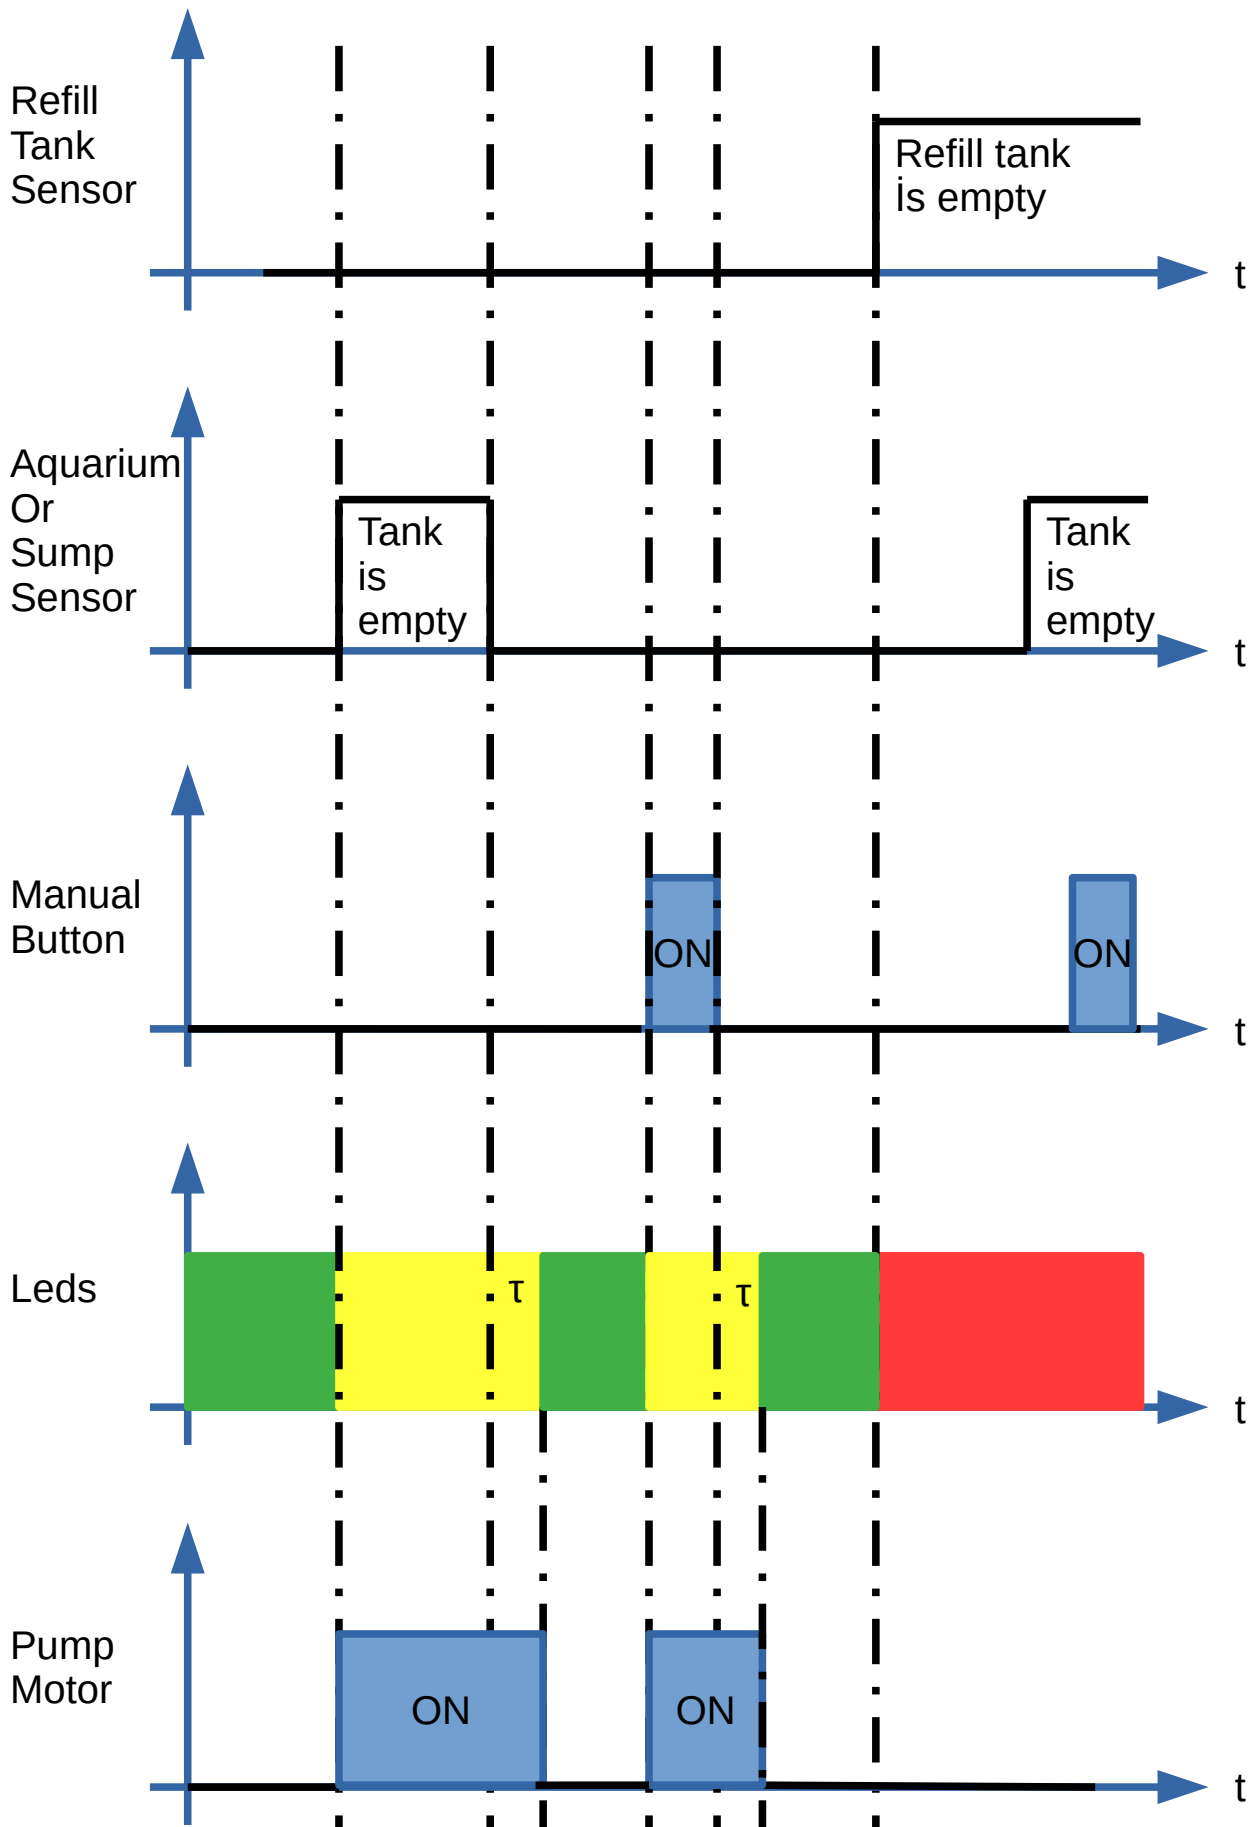 Refill
Tank
Sensor
Refill tank
İs empty
t
Aquarium
Or
Sump
Sensor
Tank
is
empty
Tank
is
empty
t
Manual
Button
ON
ON
t
Leds
τ
τ
t
Pump
Motor
ON
ON
t